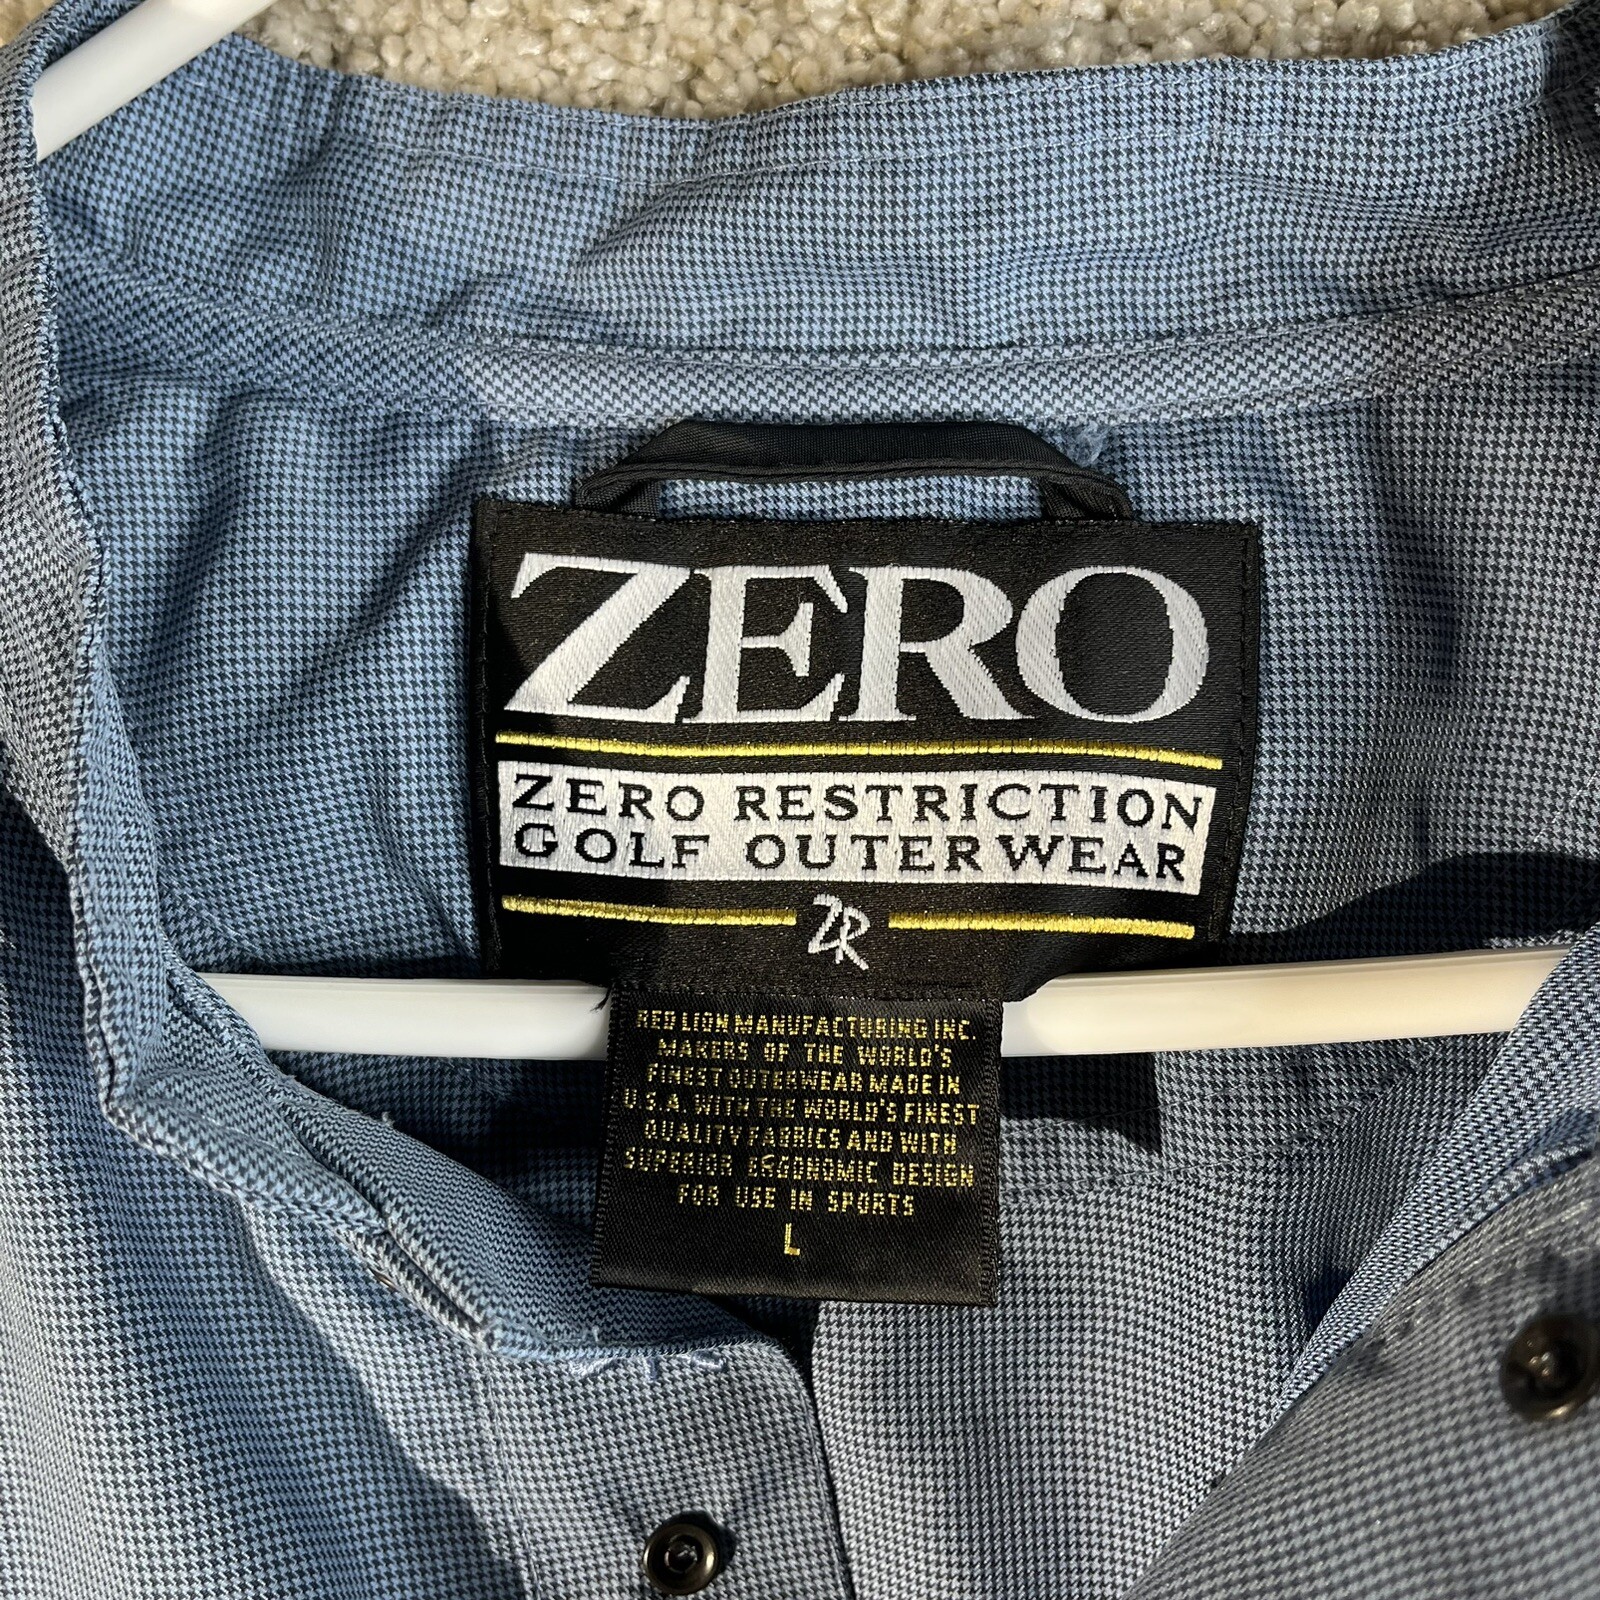 ZERO
ZERO RESTRICTION
GOLF OUTERWEAR
ZR
RED LION MANUFACTURING INC.
MAKERS OF THE WORLD'S
FINEST OUTERWEAR MADE IN
U.S.A. WITH THE WORLD'S FINEST
QUALITY FABRICS AND WITH
SUPERIOR ERGONOMIC DESIGN
FOR USE IN SPORTS
L